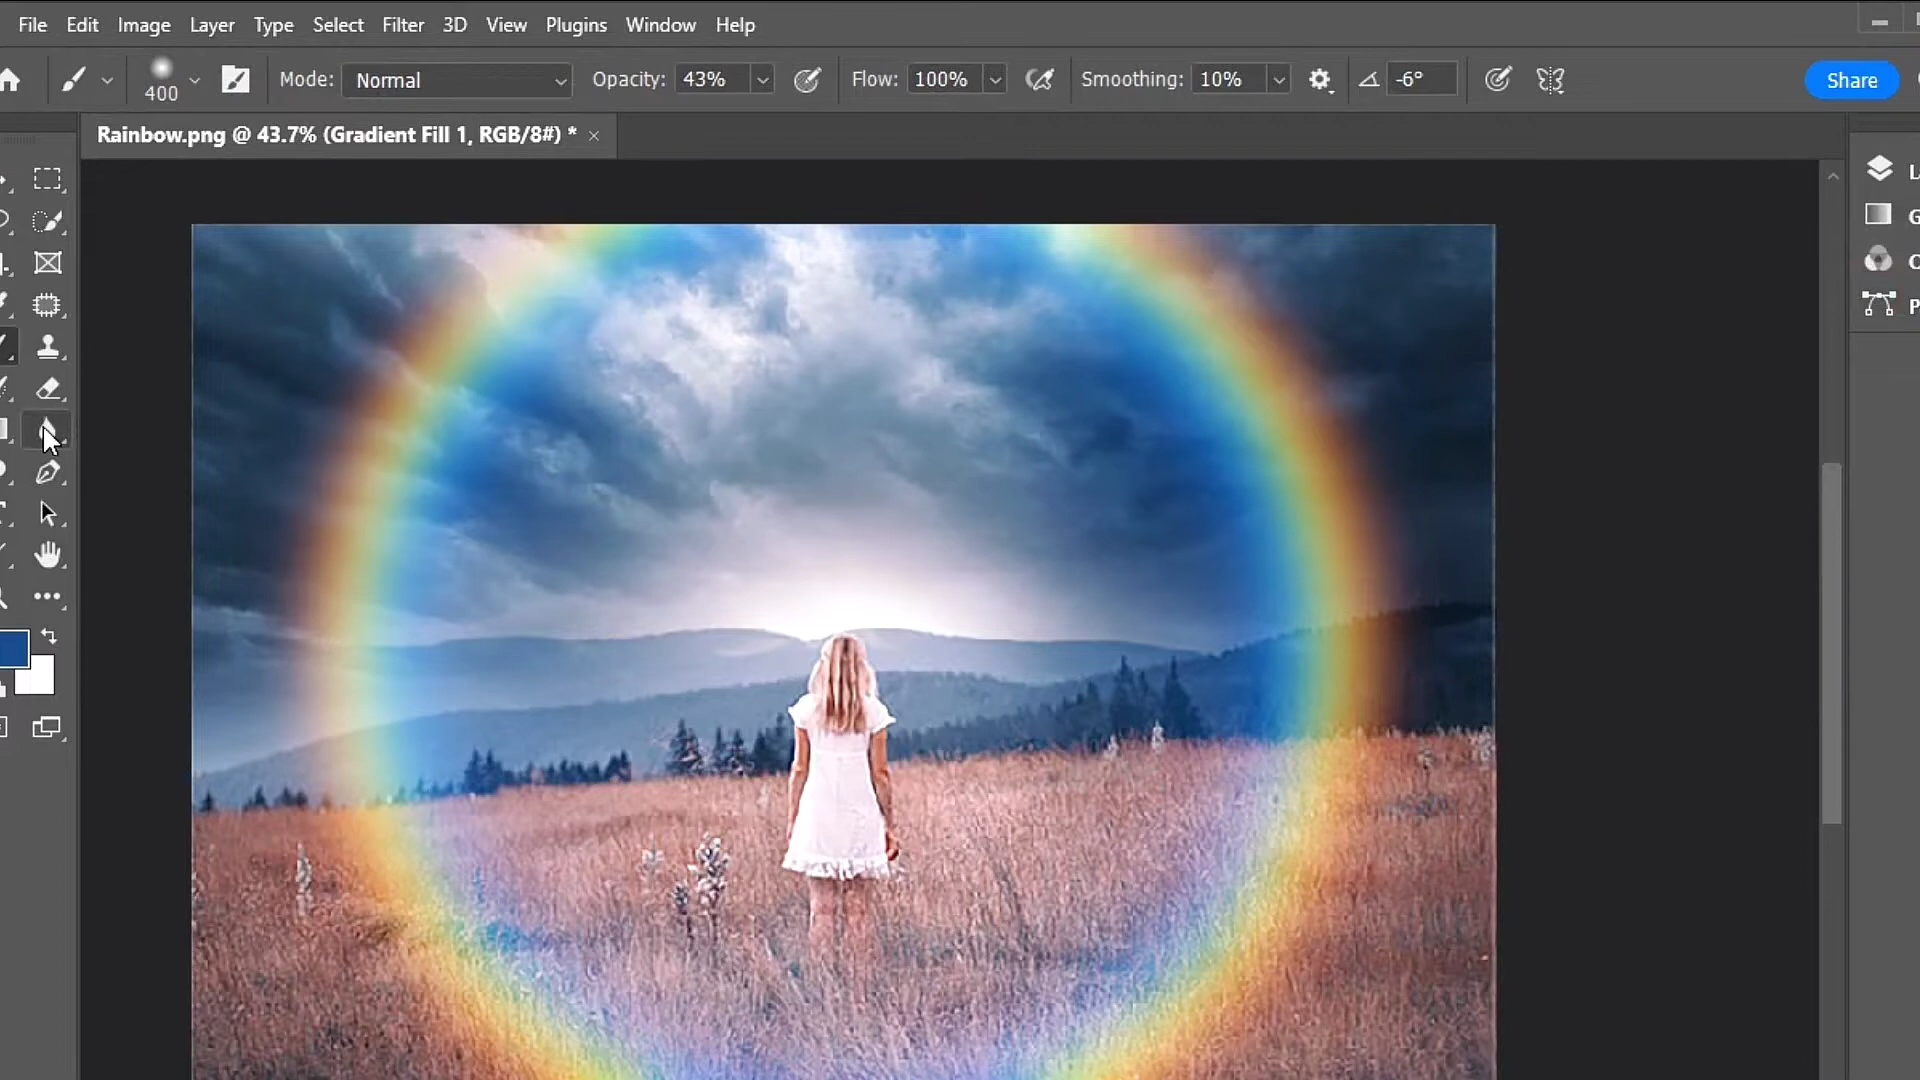 File Edit Image Layer Type Select Filter 3D View Plugins Window Help
400 Mode: Normal Opacity: 43% Flow: 100% Smoothing: 10% -6° Share
Rainbow.png @ 43.7% (Gradient Fill 1, RGB/8#) * ×
L
G
C
P